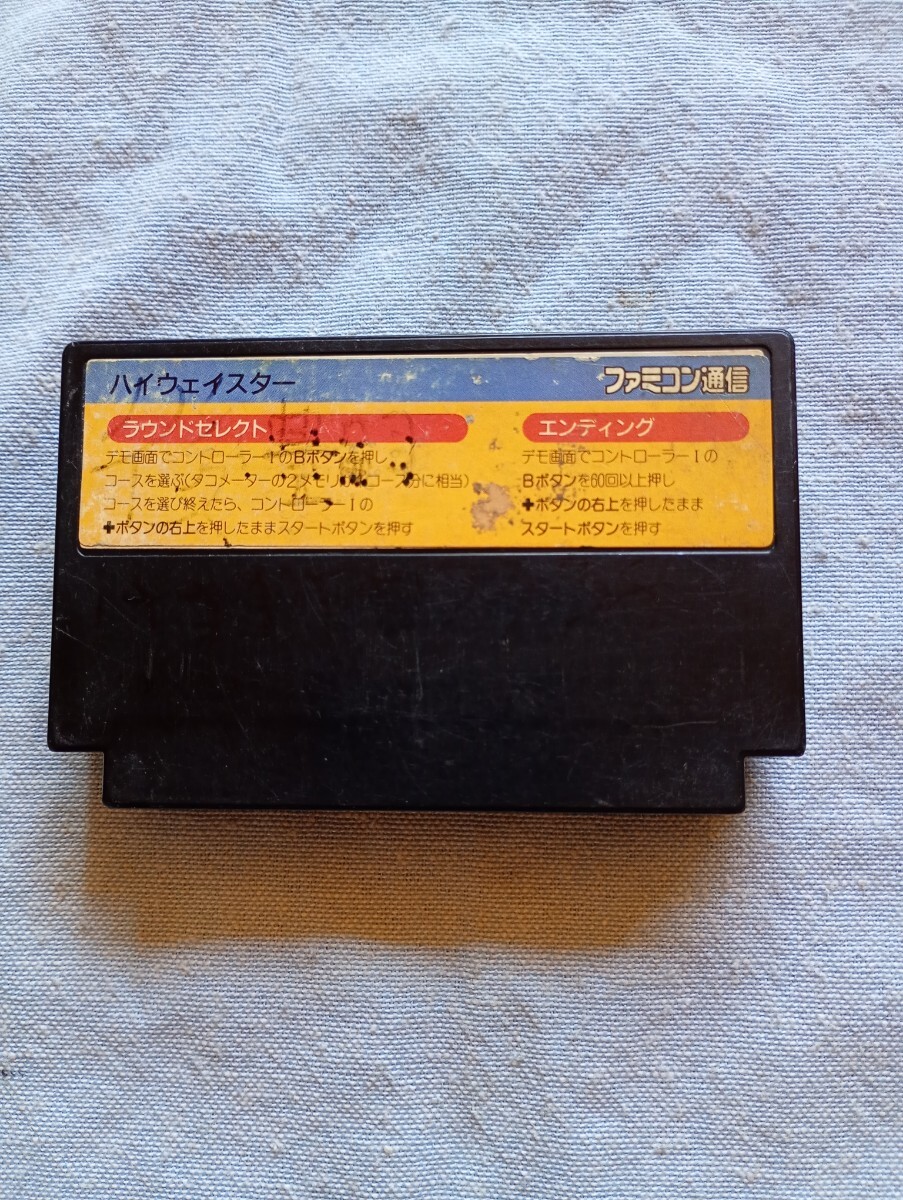 ハイウェイスター
ファミコン通信
ラウンドセレクト
デモ画面でコントローラー1のBボタンを押し、
コースを選ぶ(タコメーターの2メモリが1コース分に相当)
コースを選び終えたら、コントローラー1の
✚ボタンの右上を押したままスタートボタンを押す
エンディング
デモ画面でコントローラー1の
Bボタンを60回以上押し
✚ボタンの右上を押したまま
スタートボタンを押す